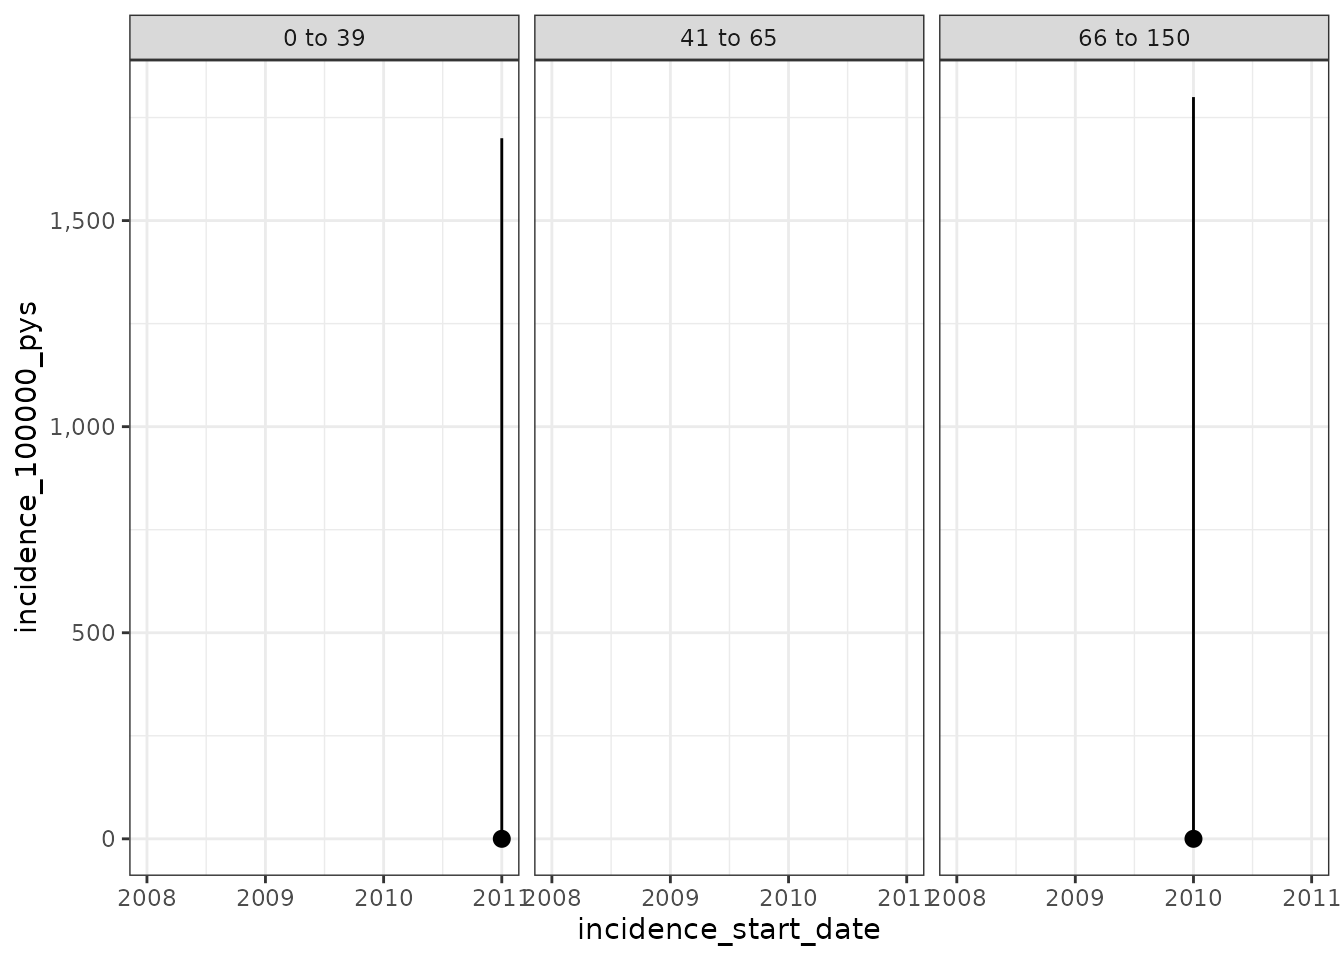 0 to 39 41 to 65 66 to 150
incidence_100000_pys
1,500
1,000
500
0
2008 2009 2010 2011 2008 2009 2010 2011 2008 2009 2010 2011
incidence_start_date